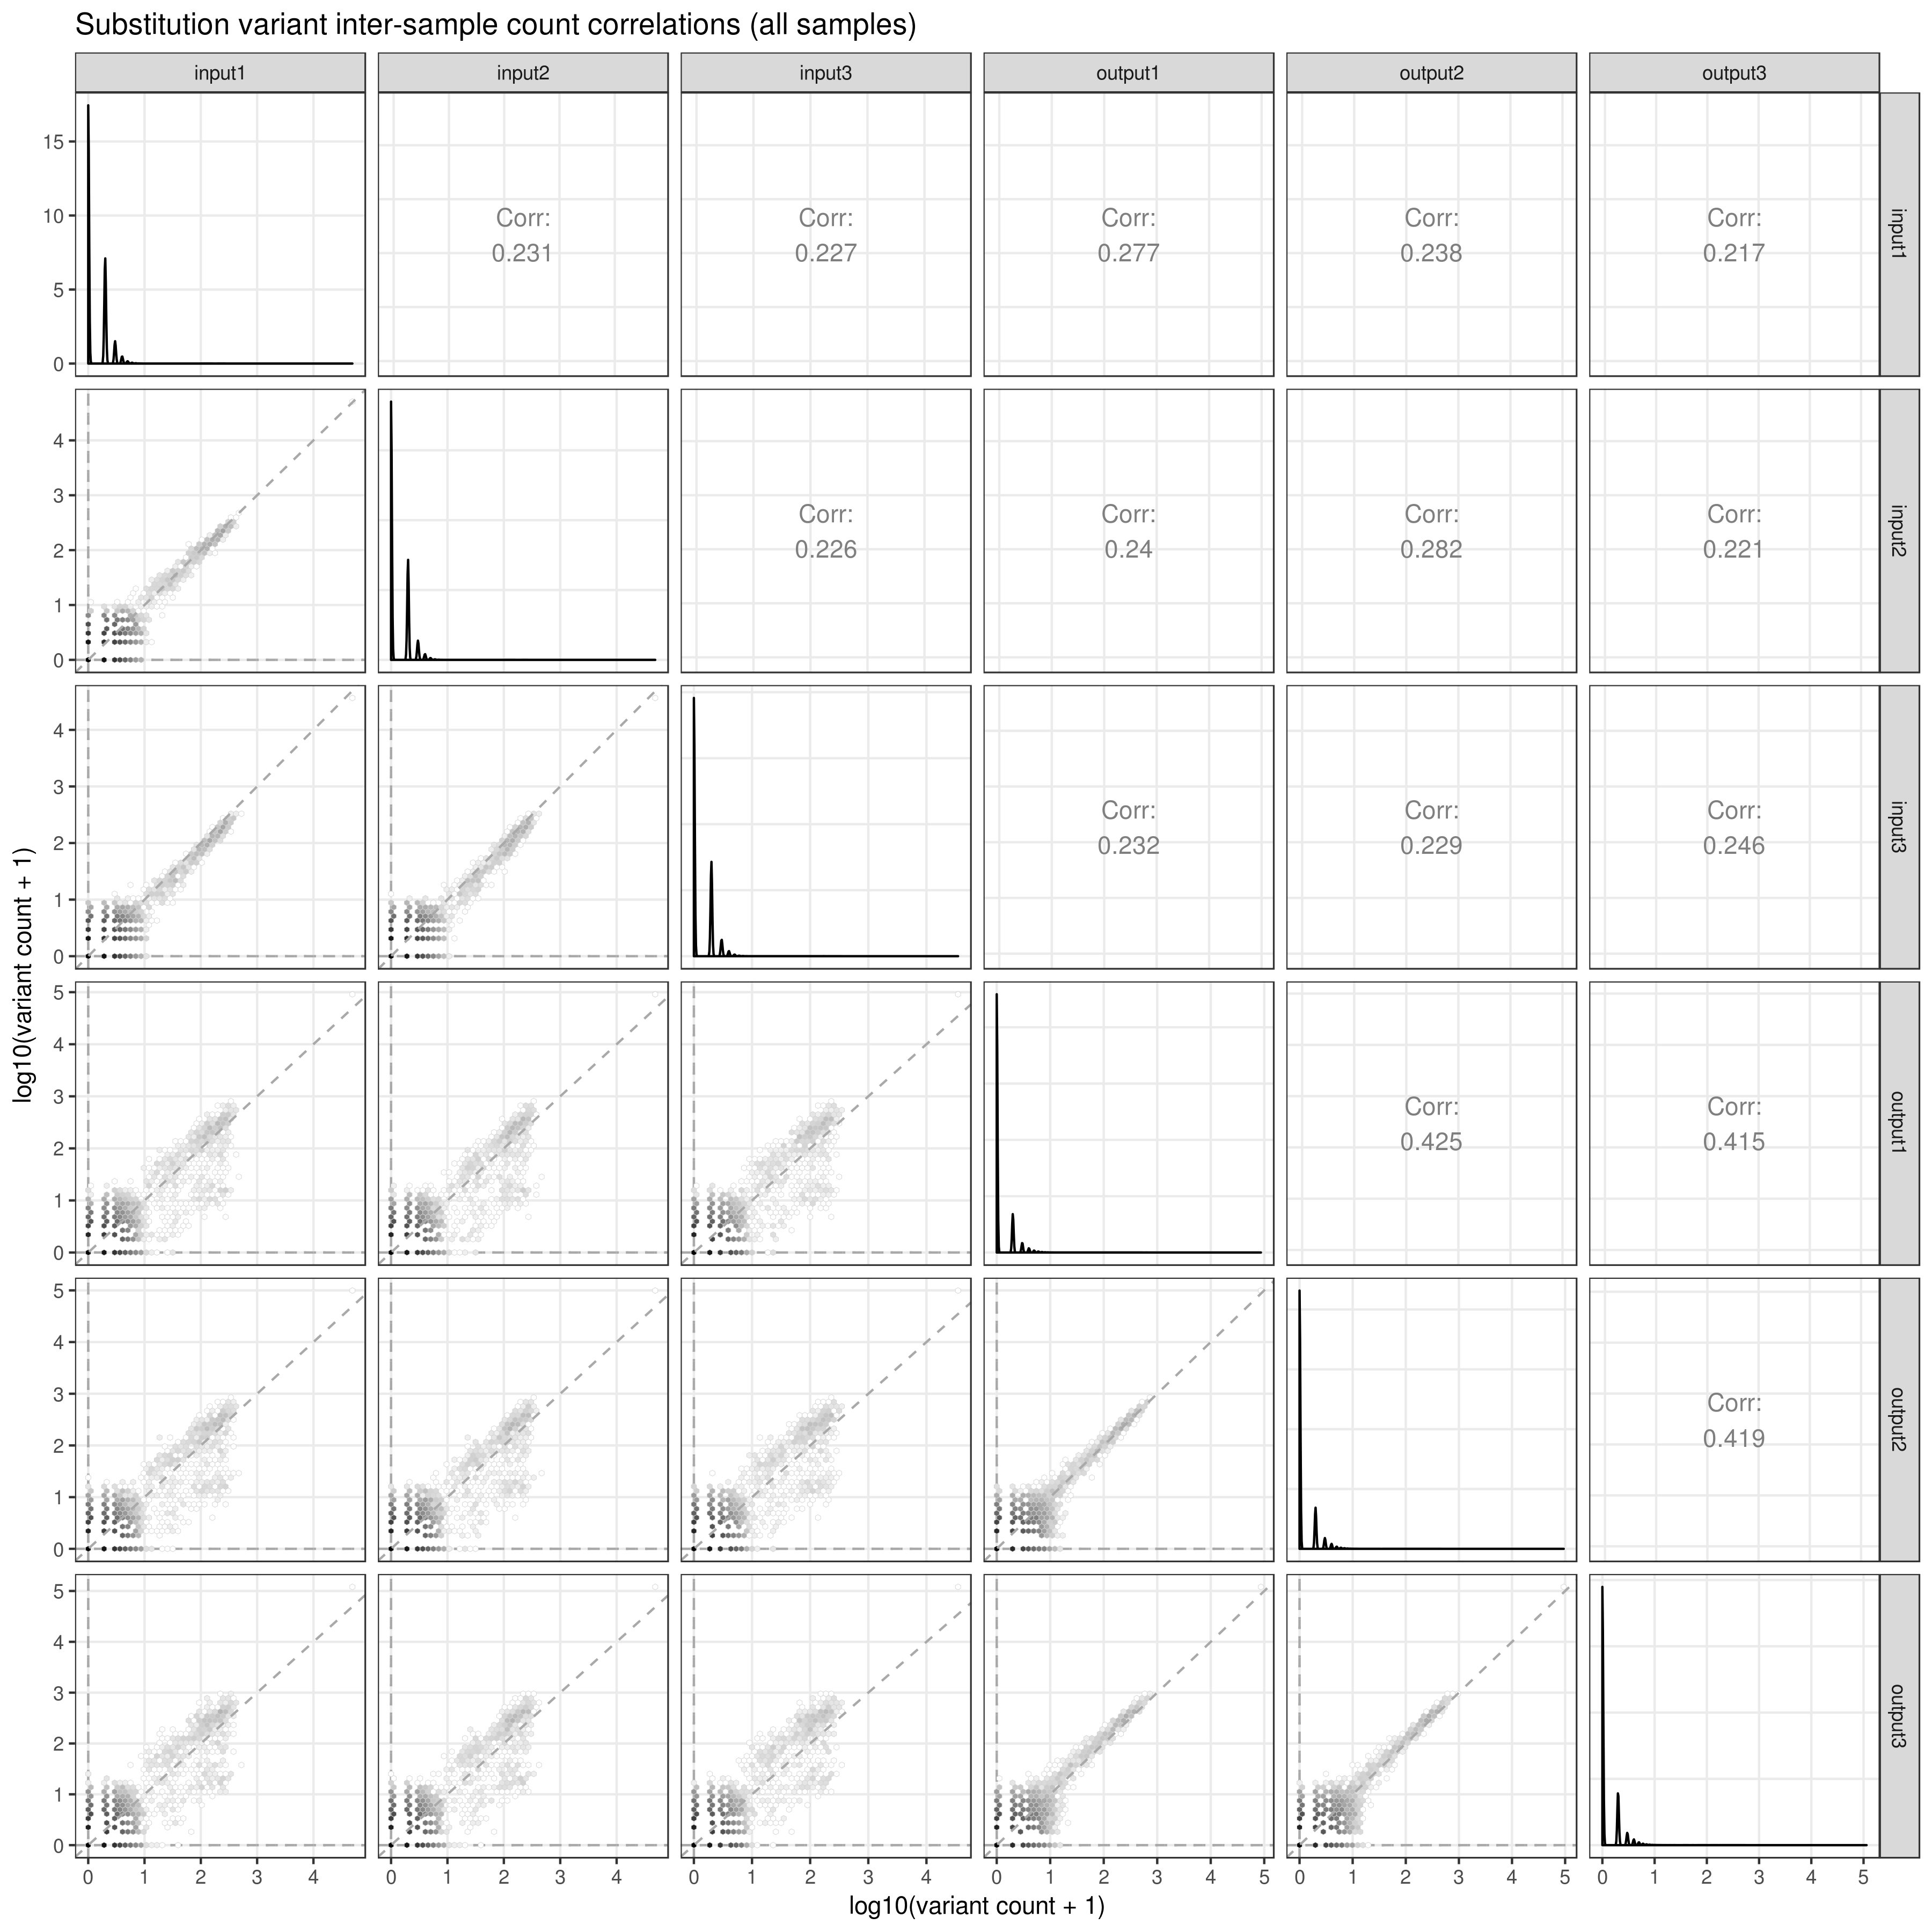 Substitution variant inter-sample count correlations (all samples)
input1 input2 input3 output1 output2 output3
15
10
5
0
Corr:
0.231
Corr:
0.227
Corr:
0.277
Corr:
0.238
Corr:
0.217
input1
4
3
2
1
0
Corr:
0.226
Corr:
0.24
Corr:
0.282
Corr:
0.221
input2
4
3
2
1
0
Corr:
0.232
Corr:
0.229
Corr:
0.246
input3
log10(variant count + 1)
5
4
3
2
1
0
Corr:
0.425
Corr:
0.415
output1
5
4
3
2
1
0
Corr:
0.419
output2
5
4
3
2
1
0
output3
0 1 2 3 4 0 1 2 3 4 0 1 2 3 4 0 1 2 3 4 5 0 1 2 3 4 5 0 1 2 3 4 5
log10(variant count + 1)